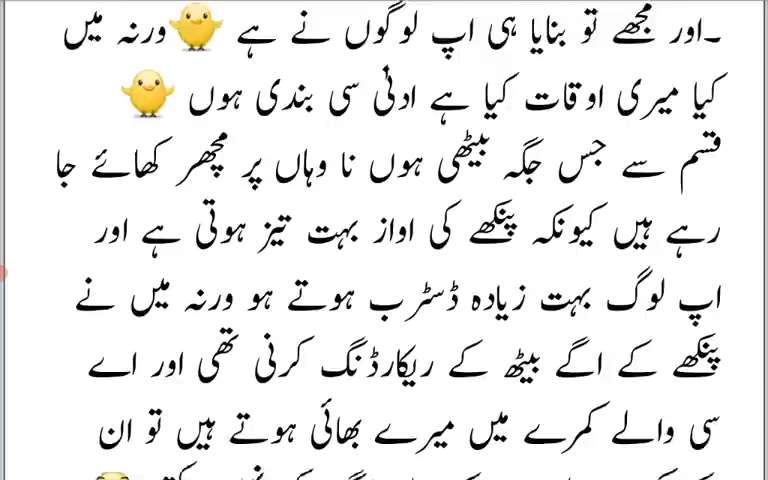 ۔اور مجھے تو بنایا ہی اپ لوگوں نے ہے 🐥ورنہ میں
کیا میری اوقات کیا ہے ادنٰی سی بندی ہوں 🐥
قسم سے جس جگہ بیٹھی ہوں نا وہاں پر مچھر کھائے جا
رہے ہیں کیونکہ پنکھے کی اواز بہت تیز ہوتی ہے اور
اپ لوگ بہت زیادہ ڈسٹرب ہوتے ہو ورنہ میں نے
پنکھے کے اگے بیٹھ کے ریکارڈنگ کرنی تھی اور اے
سی والے کمرے میں میرے بھائی ہوتے ہیں تو ان